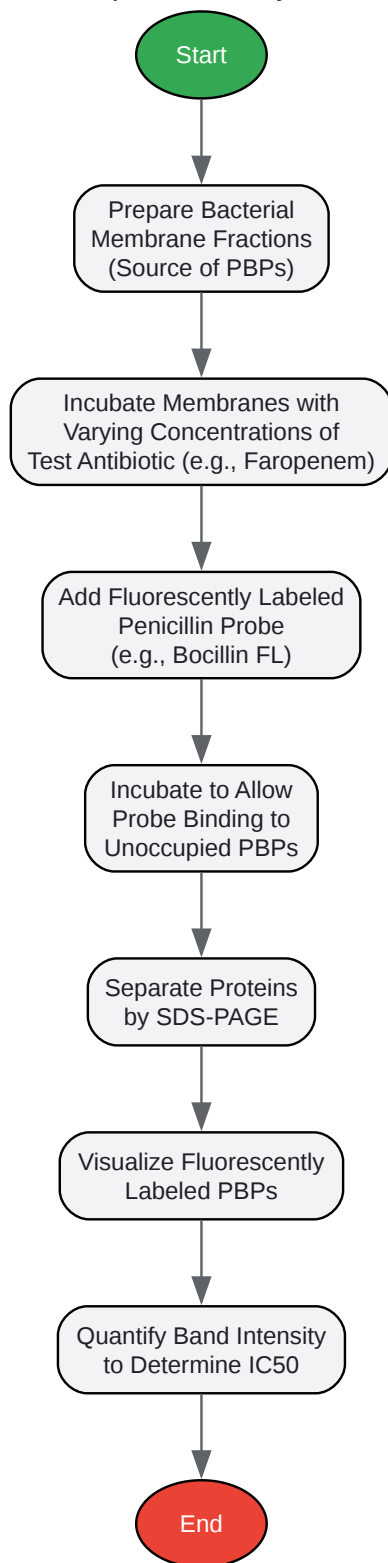 Start
Prepare Bacterial
Membrane Fractions
(Source of PBPs)
Incubate Membranes with
Varying Concentrations of
Test Antibiotic (e.g., Faropenem)
Add Fluorescently Labeled
Penicillin Probe
(e.g., Bocillin FL)
Incubate to Allow
Probe Binding to
Unoccupied PBPs
Separate Proteins
by SDS-PAGE
Visualize Fluorescently
Labeled PBPs
Quantify Band Intensity
to Determine IC50
End